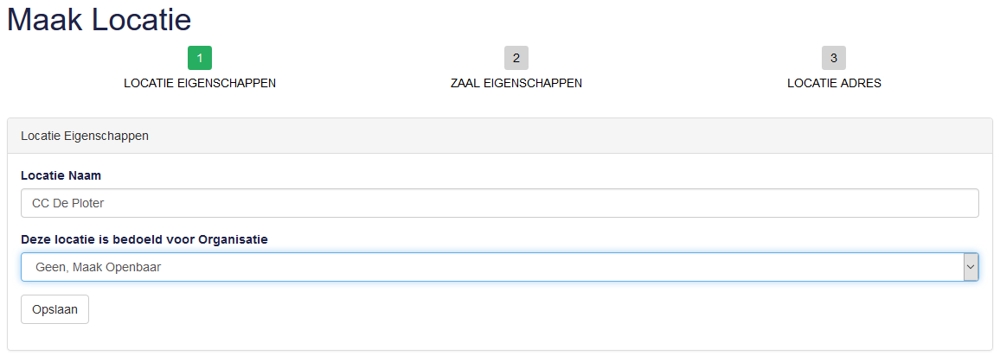 Maak Locatie
1
LOCATIE EIGENSCHAPPEN
2
ZAAL EIGENSCHAPPEN
3
LOCATIE ADRES
Locatie Eigenschappen
Locatie Naam
CC De Ploter
Deze locatie is bedoeld voor Organisatie
Geen, Maak Openbaar
Opslaan